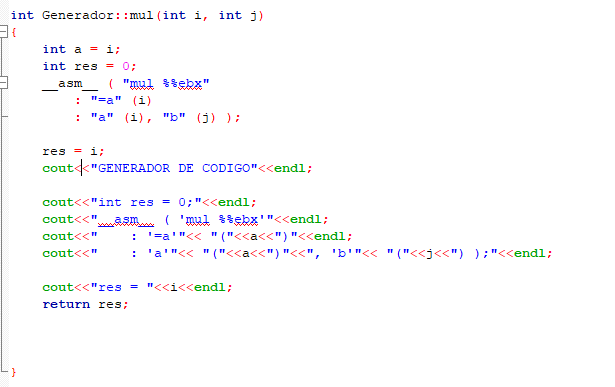 int Generador::mul(int i, int j)
{
int a = i;
int res = 0;
__asm__ ( "mul %%ebx"
: "=a" (i)
: "a" (i), "b" (j) );
res = i;
cout<<"GENERADOR DE CODIGO"<<endl;
cout<<"int res = 0;"<<endl;
cout<<"__asm__ ( 'mul %%ebx'"<<endl;
cout<<"    : '=a'"<< "("<<a<<")"<<endl;
cout<<"    : 'a'"<< "("<<a<<")"<<", 'b'"<< "("<<j<<") );"<<endl;
cout<<"res = "<<i<<endl;
return res;
}